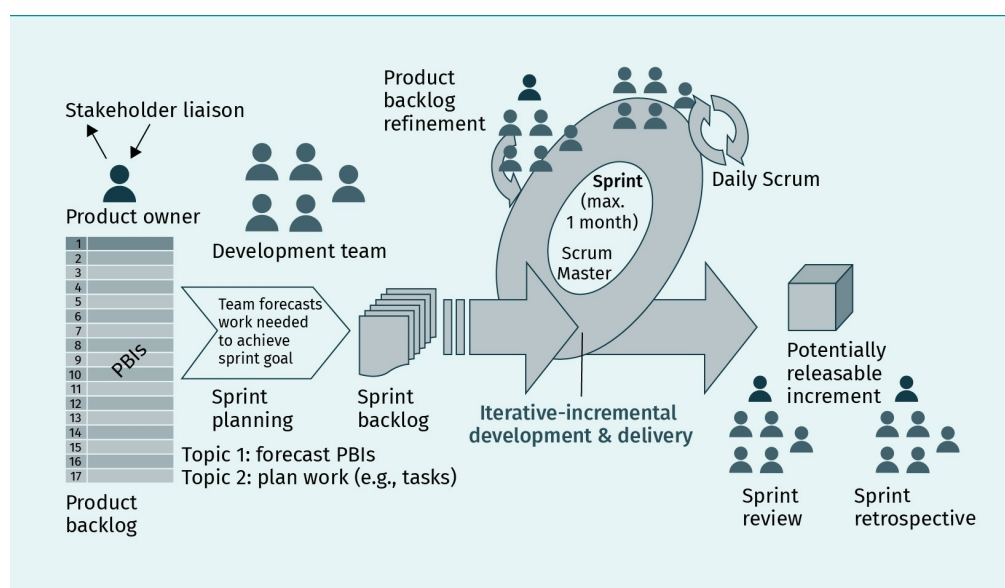 Stakeholder liaison
Product owner
1
2
3
4
5
6
7
8
9
10
11
12
13
14
15
16
17
PBIs
Product
backlog
Development team
Team forecasts
work needed
to achieve
sprint goal
Sprint
planning
Topic 1: forecast PBIs
Topic 2: plan work (e.g., tasks)
Sprint
backlog
Product
backlog
refinement
Sprint
(max.
1 month)
Scrum
Master
Daily Scrum
Iterative-incremental
development & delivery
Potentially
releasable
increment
Sprint
review
Sprint
retrospective